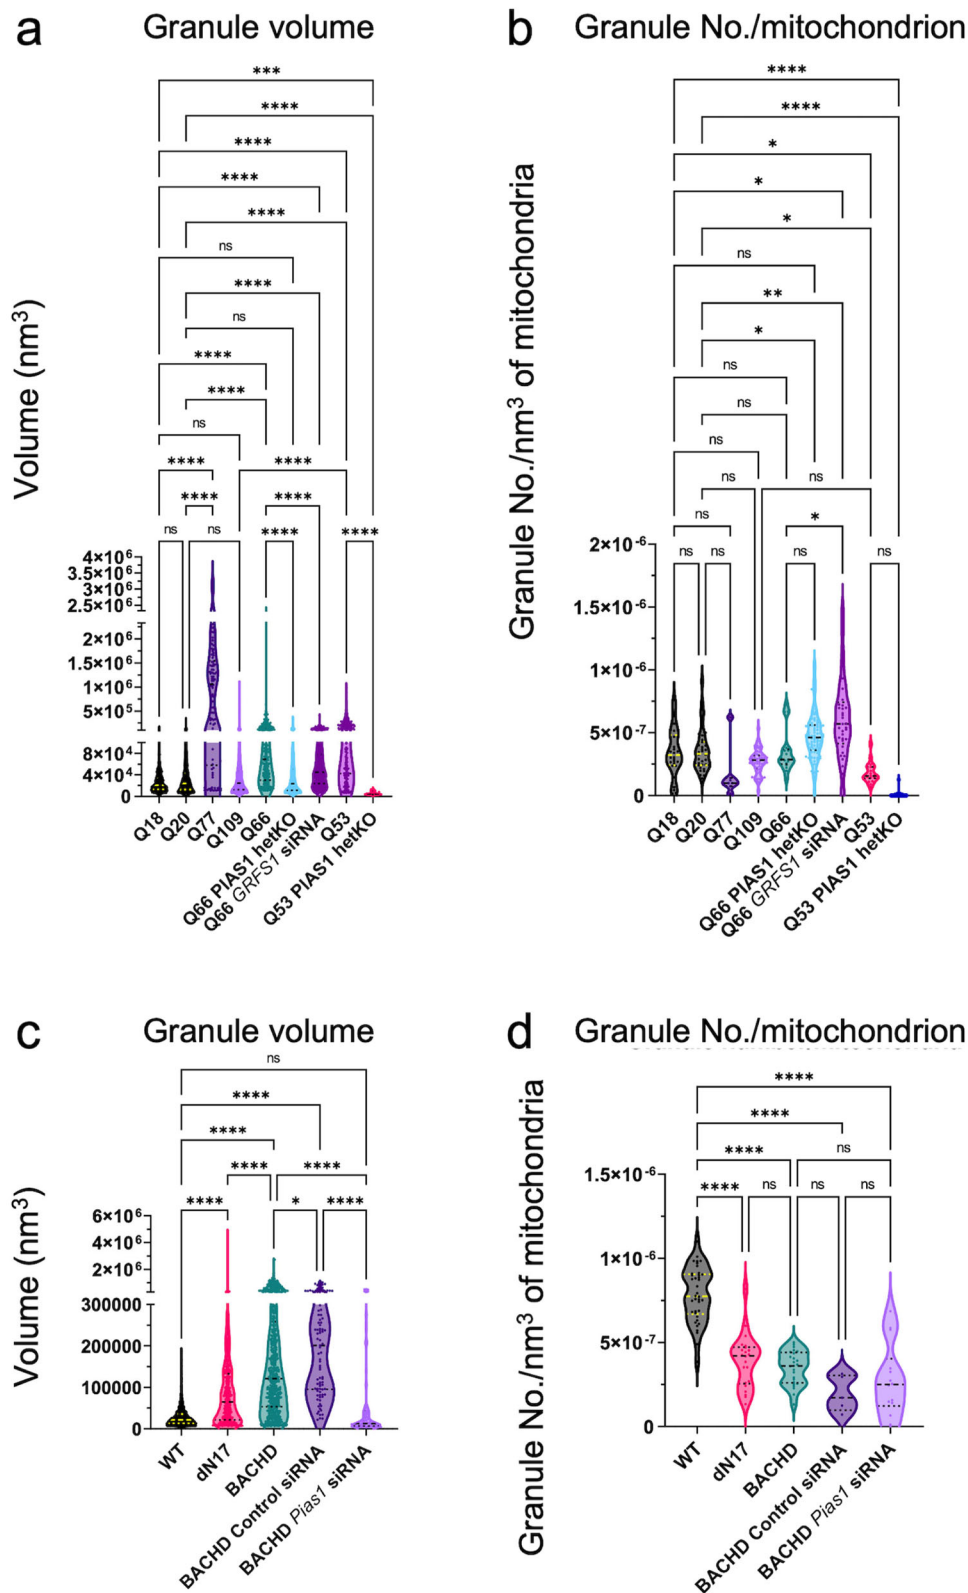 a Granule volume
***
****
****
****
****
ns
****
ns
****
****
ns
**** ****
**** ****
ns ns **** ****
Volume (nm³)
4×10⁶
3.5×10⁶
3×10⁶
2.5×10⁶
2×10⁶
1.5×10⁶
1×10⁶
5×10⁵
8×10⁴
4×10⁴
0
Q18
Q20
Q77
Q109
Q66
Q66 PIAS1 hetKO
Q66 GRFS1 siRNA
Q53
Q53 PIAS1 hetKO
b Granule No./mitochondrion
****
****
*
*
*
ns
**
*
ns
ns
ns
ns ns
ns *
ns ns ns ns
Granule No./nm³ of mitochondria
2×10⁻⁶
1.5×10⁻⁶
1×10⁻⁶
5×10⁻⁷
0
Q18
Q20
Q77
Q109
Q66
Q66 PIAS1 hetKO
Q66 GRFS1 siRNA
Q53
Q53 PIAS1 hetKO
c Granule volume
ns
****
****
**** ****
**** * ****
Volume (nm³)
6×10⁶
4×10⁶
2×10⁶
300000
200000
100000
0
WT
dN17
BACHD
BACHD Control siRNA
BACHD Pias1 siRNA
d Granule No./mitochondrion
****
****
**** ns
**** ns ns ns
Granule No./nm³ of mitochondria
1.5×10⁻⁶
1×10⁻⁶
5×10⁻⁷
0
WT
dN17
BACHD
BACHD Control siRNA
BACHD Pias1 siRNA